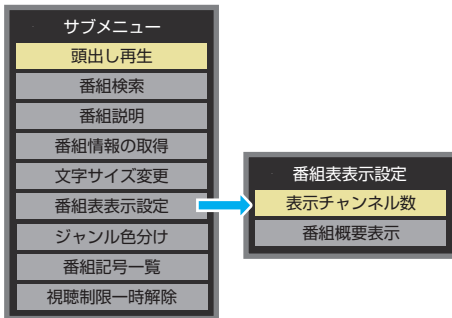 サブメニュー
頭出し再生
番組検索
番組説明
番組情報の取得
文字サイズ変更
番組表表示設定
ジャンル色分け
番組記号一覧
視聴制限一時解除
番組表表示設定
表示チャンネル数
番組概要表示